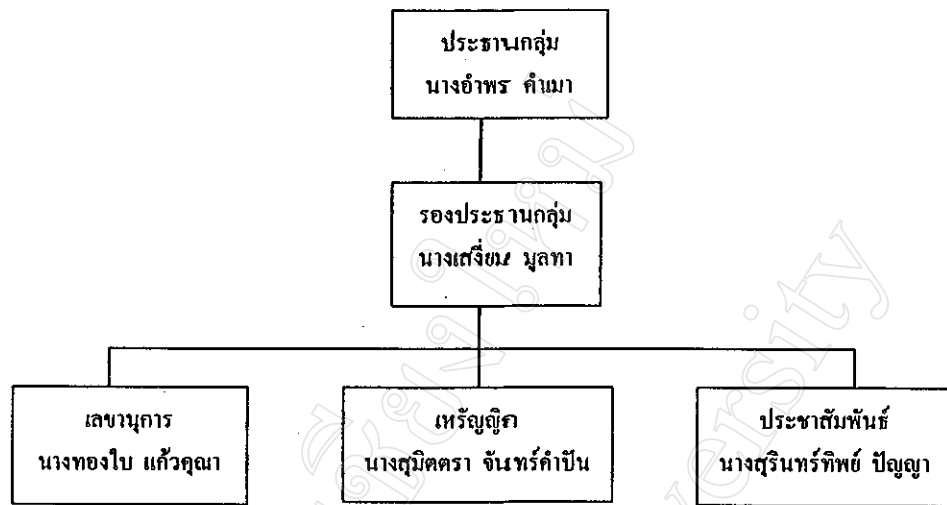 ประธานกลุ่ม
นางอำพร คำเมา
รองประธานกลุ่ม
นางเสงี่ยม มูลทา
เลขานุการ
นางทองใบ แก้วคุณา
เหรัญญิก
นางสุมิตตรา จันทร์คำปัน
ประชาสัมพันธ์
นางสุรินทร์ทิพย์ ปัญญา